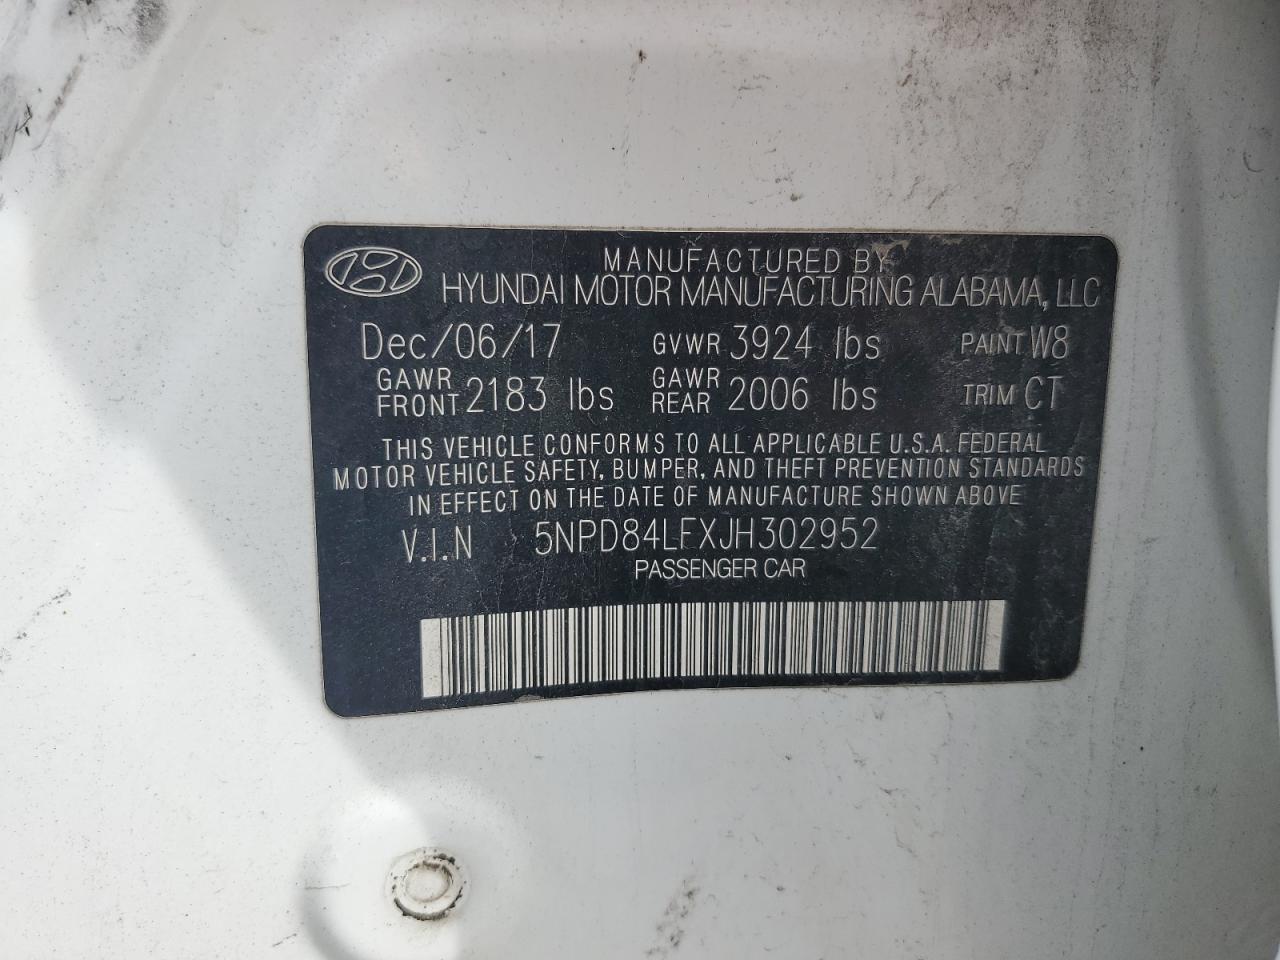 MANUFACTURED BY
HYUNDAI MOTOR MANUFACTURING ALABAMA, LLC
Dec/06/17 GVWR 3924 lbs PAINT W8
GAWR FRONT 2183 lbs GAWR REAR 2006 lbs TRIM CT
THIS VEHICLE CONFORMS TO ALL APPLICABLE U.S.A. FEDERAL
MOTOR VEHICLE SAFETY, BUMPER, AND THEFT PREVENTION STANDARDS
IN EFFECT ON THE DATE OF MANUFACTURE SHOWN ABOVE
V.I.N 5NPD84LFXJH302952
PASSENGER CAR